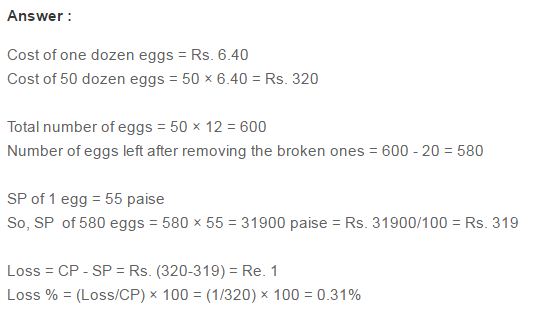 Answer :
Cost of one dozen eggs = Rs. 6.40
Cost of 50 dozen eggs = 50 × 6.40 = Rs. 320
Total number of eggs = 50 × 12 = 600
Number of eggs left after removing the broken ones = 600 - 20 = 580
SP of 1 egg = 55 paise
So, SP  of 580 eggs = 580 × 55 = 31900 paise = Rs. 31900/100 = Rs. 319
Loss = CP - SP = Rs. (320-319) = Re. 1
Loss % = (Loss/CP) × 100 = (1/320) × 100 = 0.31%